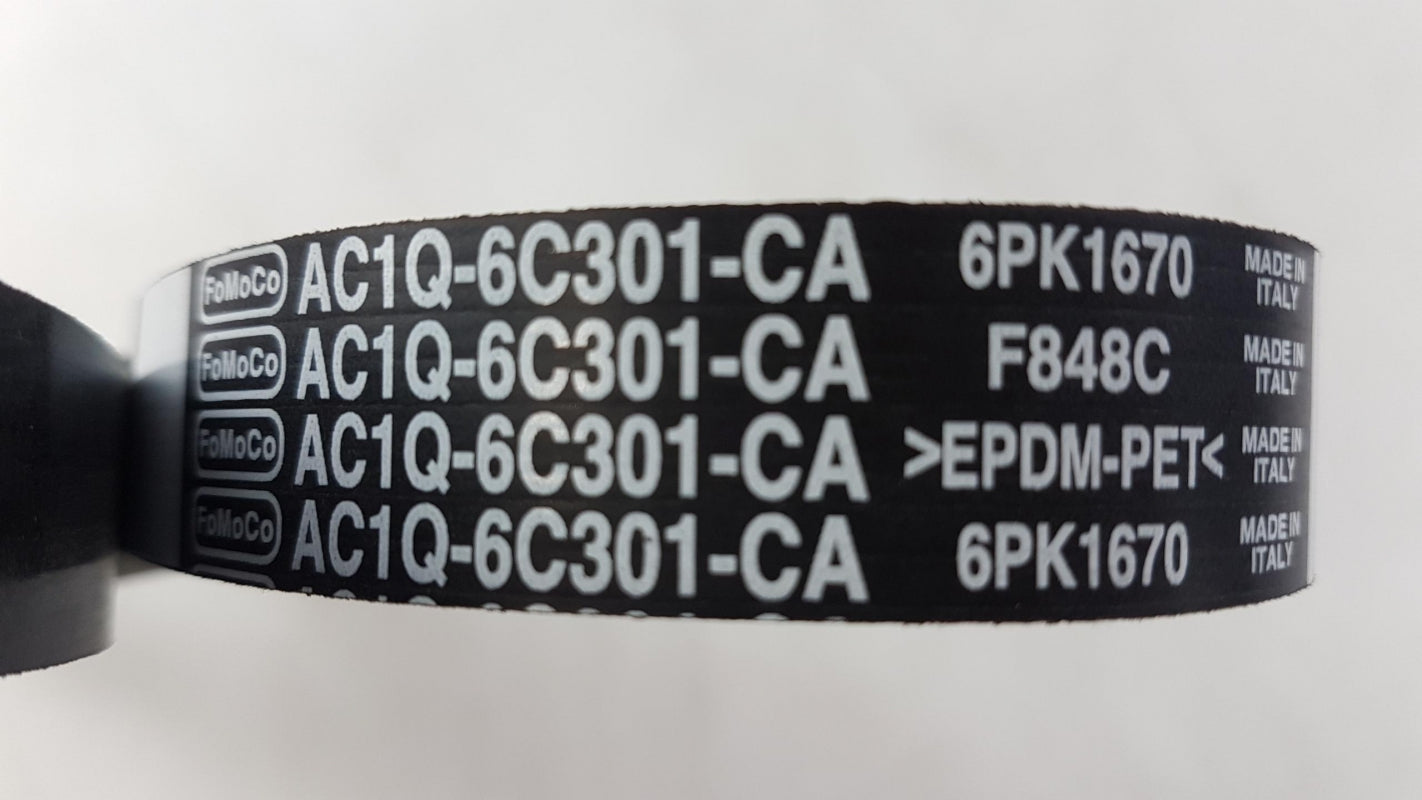 FoMoCo AC1Q-6C301-CA 6PK1670 MADE IN ITALY
FoMoCo AC1Q-6C301-CA F848C MADE IN ITALY
FoMoCo AC1Q-6C301-CA >EPDM-PET< MADE IN ITALY
FoMoCo AC1Q-6C301-CA 6PK1670 MADE IN ITALY